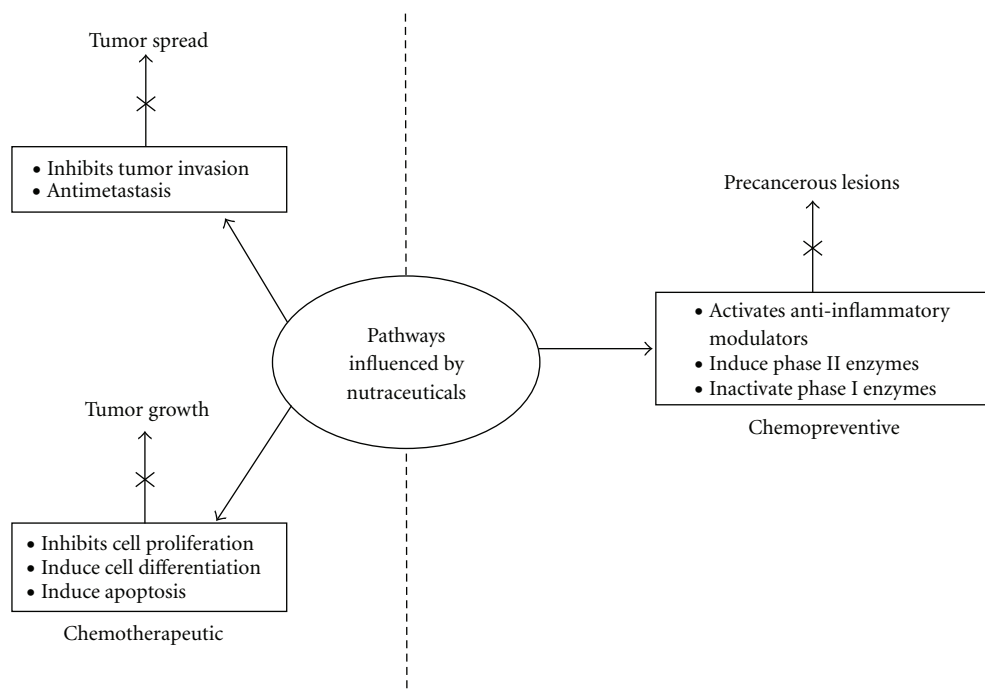 Tumor spread
• Inhibits tumor invasion
• Antimetastasis
Tumor growth
• Inhibits cell proliferation
• Induce cell differentiation
• Induce apoptosis
Chemotherapeutic
Pathways
influenced by
nutraceuticals
Precancerous lesions
• Activates anti-inflammatory
modulators
• Induce phase II enzymes
• Inactivate phase I enzymes
Chemopreventive